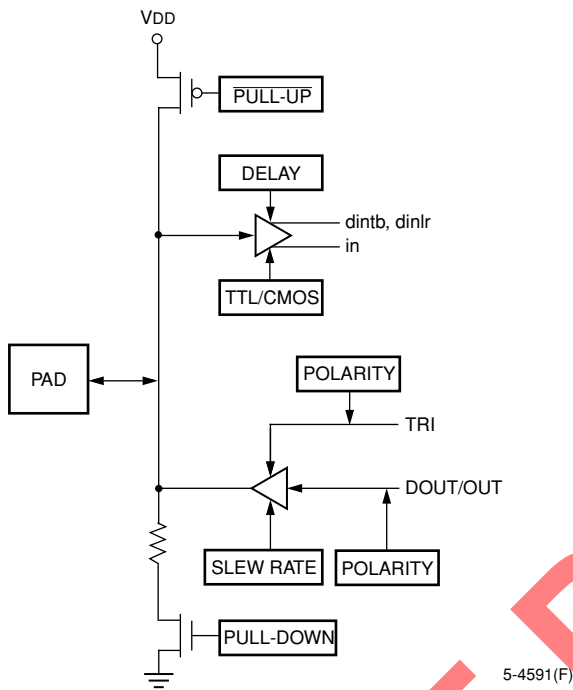 VDD
PULL-UP
DELAY
dintb, dinlr
in
TTL/CMOS
PAD
POLARITY
TRI
DOUT/OUT
SLEW RATE
POLARITY
PULL-DOWN
5-4591(F)